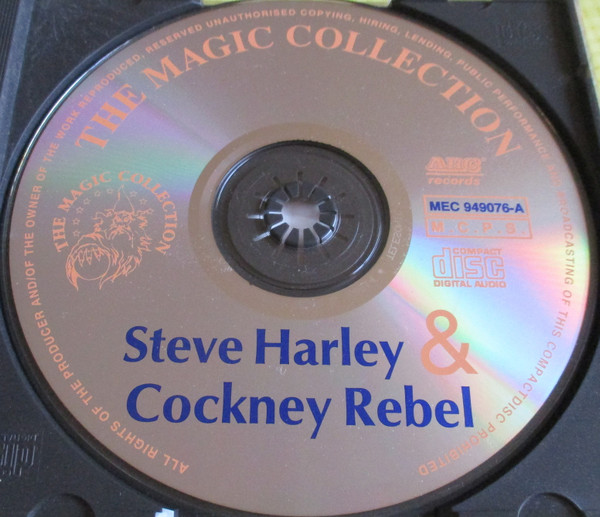 ALL RIGHTS OF THE PRODUCER AND/OF THE OWNER OF THE WORK REPRODUCED, RESERVED UNAUTHORISED COPYING, HIRING, LENDING, PUBLIC PERFORMANCE AND BROADCASTING OF THIS COMPACTDISC PROHIBITED
THE MAGIC COLLECTION
THE MAGIC COLLECTION
ARC
records
MEC 949076-A
M.C.P.S.
COMPACT
disc
DIGITAL AUDIO
Steve Harley &
Cockney Rebel